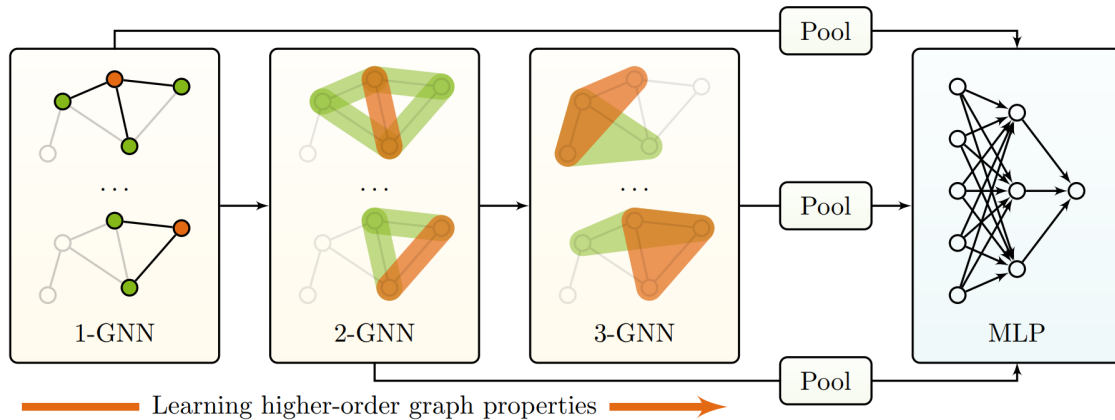 Pool
...
...
...
Pool
1-GNN
2-GNN
3-GNN
MLP
Pool
Learning higher-order graph properties